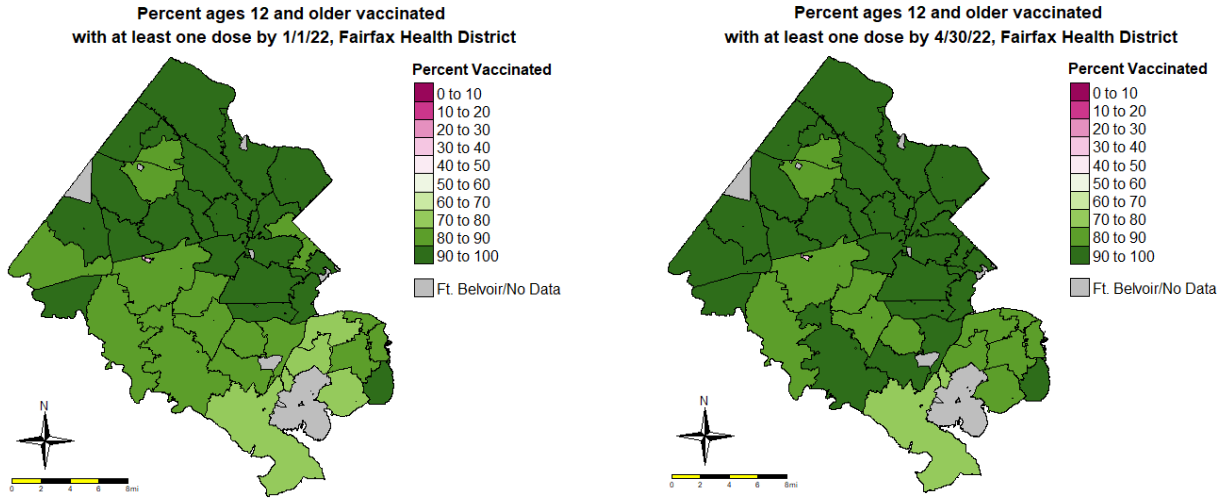 Percent ages 12 and older vaccinated
with at least one dose by 1/1/22, Fairfax Health District
Percent Vaccinated
0 to 10
10 to 20
20 to 30
30 to 40
40 to 50
50 to 60
60 to 70
70 to 80
80 to 90
90 to 100
Ft. Belvoir/No Data
N
0 2 4 6 8mi
Percent ages 12 and older vaccinated
with at least one dose by 4/30/22, Fairfax Health District
Percent Vaccinated
0 to 10
10 to 20
20 to 30
30 to 40
40 to 50
50 to 60
60 to 70
70 to 80
80 to 90
90 to 100
Ft. Belvoir/No Data
N
0 2 4 6 8mi